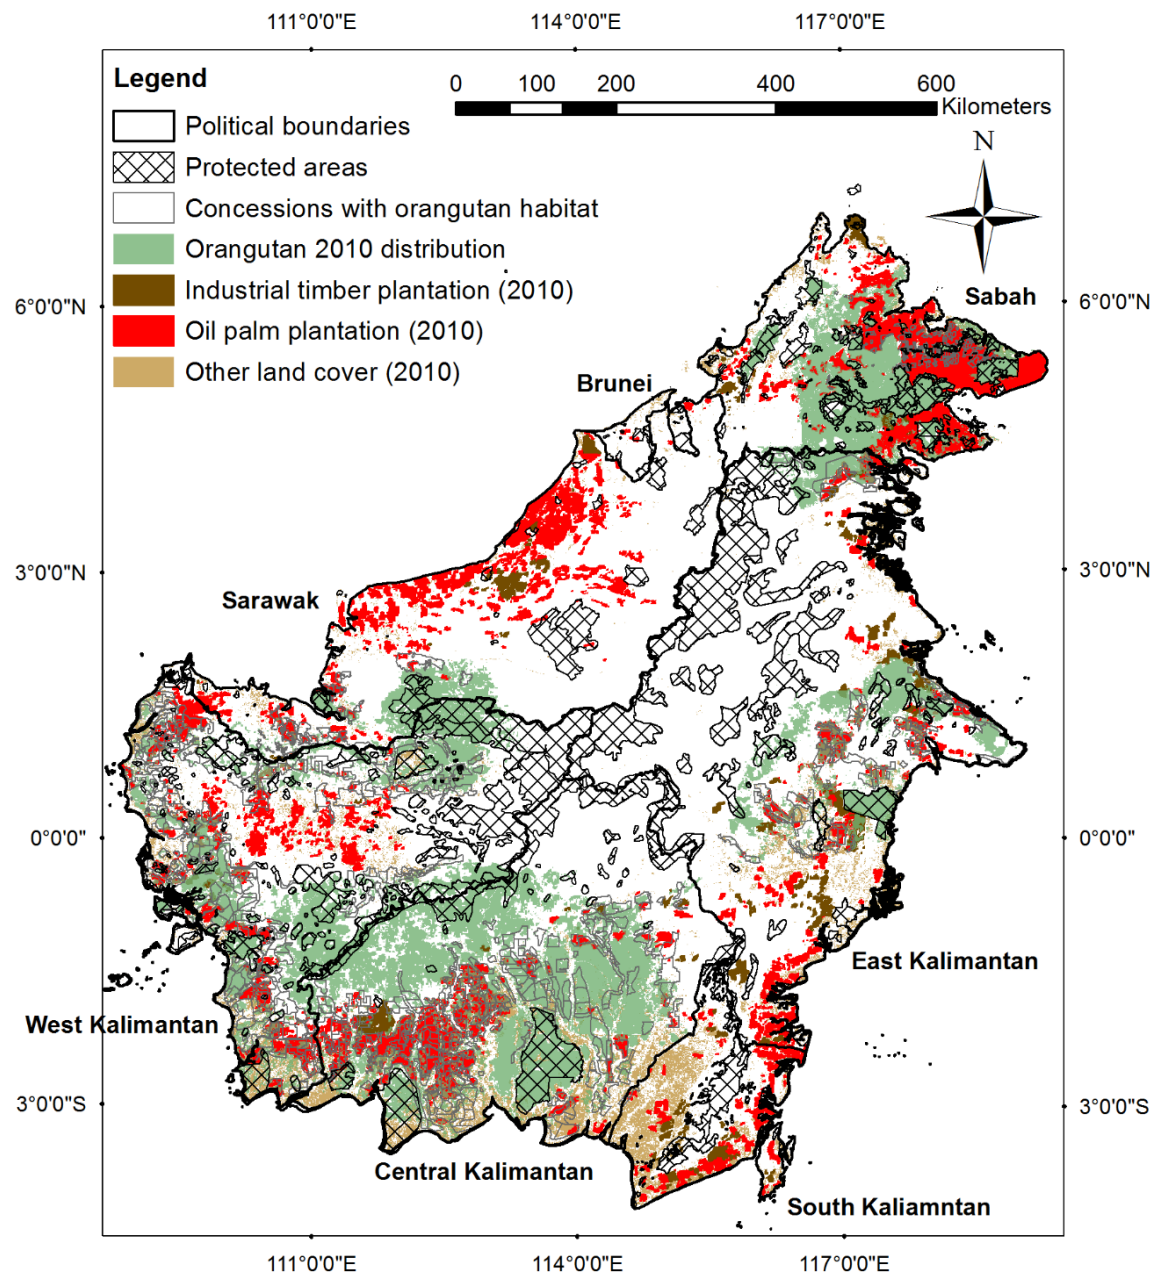 111°0'0"E 114°0'0"E 117°0'0"E
Legend
0 100 200 400 600
Kilometers
Political boundaries
Protected areas
Concessions with orangutan habitat
Orangutan 2010 distribution
Industrial timber plantation (2010)
Oil palm plantation (2010)
Other land cover (2010)
N
6°0'0"N
Sabah
6°0'0"N
Brunei
3°0'0"N
3°0'0"N
Sarawak
0°0'0"
0°0'0"
East Kalimantan
West Kalimantan
3°0'0"S
3°0'0"S
Central Kalimantan
South Kaliamntan
111°0'0"E 114°0'0"E 117°0'0"E